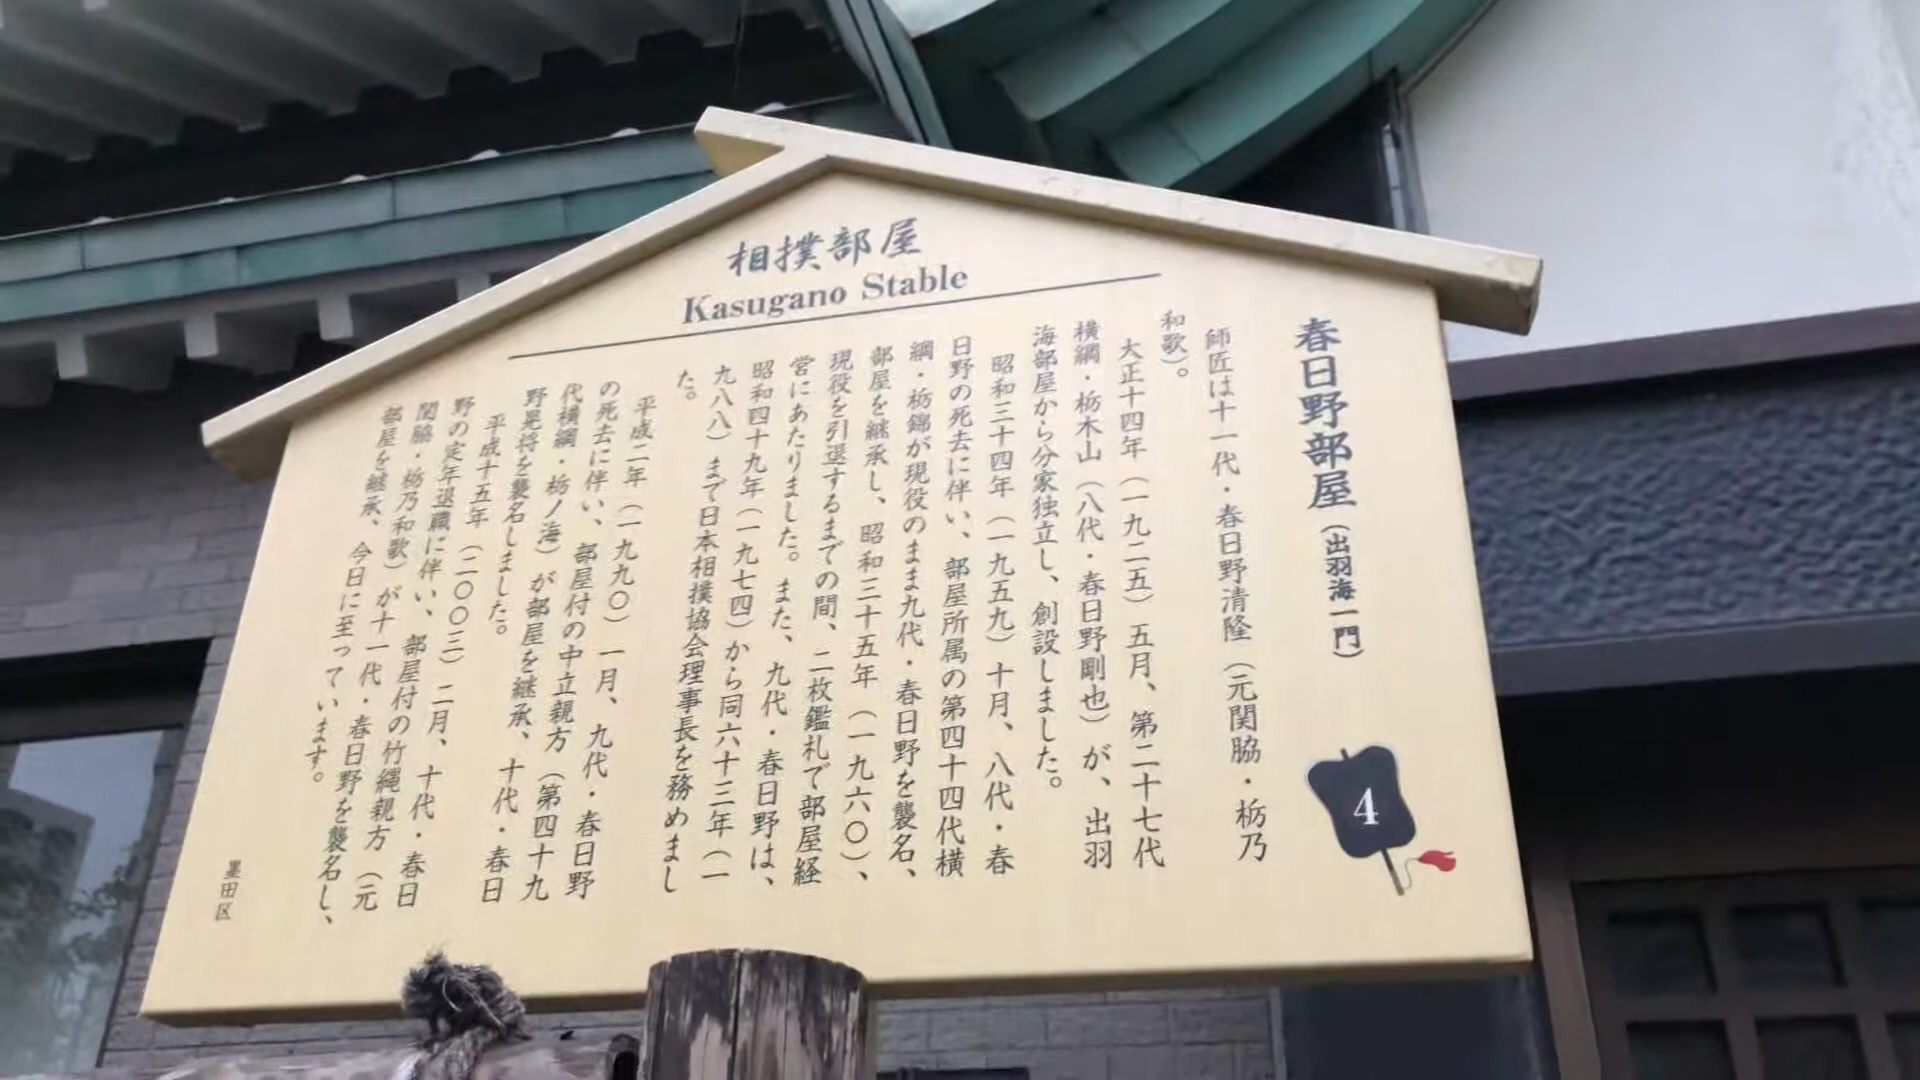 相撲部屋
Kasugano Stable
春日野部屋（出羽海一門）
4
師匠は十一代・春日野清隆（元関脇・栃乃
和歌）。
大正十四年（一九二五）五月、第二十七代
横綱・栃木山（八代・春日野剛也）が、出羽
海部屋から分家独立し、創設しました。
昭和三十四年（一九五九）十月、八代・春
日野の死去に伴い、部屋所属の第四十四代横
綱・栃錦が現役のまま九代・春日野を襲名、
部屋を継承し、昭和三十五年（一九六〇）、
現役を引退するまでの間、二枚鑑札で部屋経
営にあたりました。また、九代・春日野は、
昭和四十九年（一九七四）から同六十三年（一
九八八）まで日本相撲協会理事長を務めまし
た。
平成二年（一九九〇）一月、九代・春日野
の死去に伴い、部屋付の中立親方（第四十九
代横綱・栃ノ海）が部屋を継承、十代・春日
野晃将を襲名しました。
平成十五年（二〇〇三）二月、十代・春日
野の定年退職に伴い、部屋付の竹縄親方（元
関脇・栃乃和歌）が十一代・春日野を襲名し、
部屋を継承、今日に至っています。
墨田区